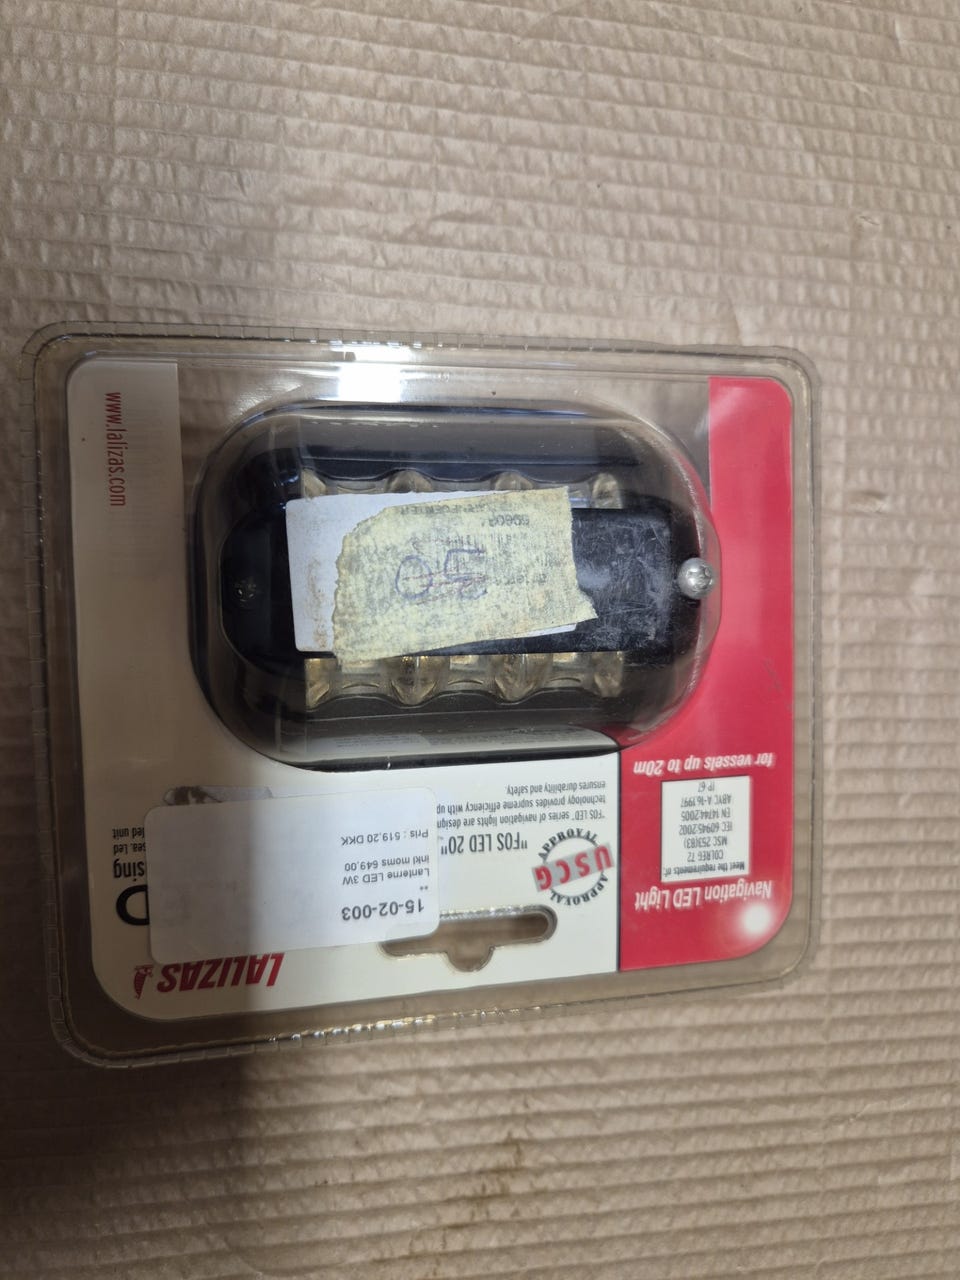 LALIZAS
15-02-003
**
Lanterne LED 3W
inkl moms 649,00
Pris : 519,20 DKK
"FOS LED 20"
"FOS LED" series of navigation lights are
technology provides supreme efficiency with
ensures durability and safety.
USCG
APPROVAL
APPROVAL
Navigation LED Light
Meet the requirements of:
COLREG 72
MSC 253(83)
IEC 60945:2002
EN 14744:2005
ABYC A-16:1997
IP 67
for vessels up to 20m
www.lalizas.com
50